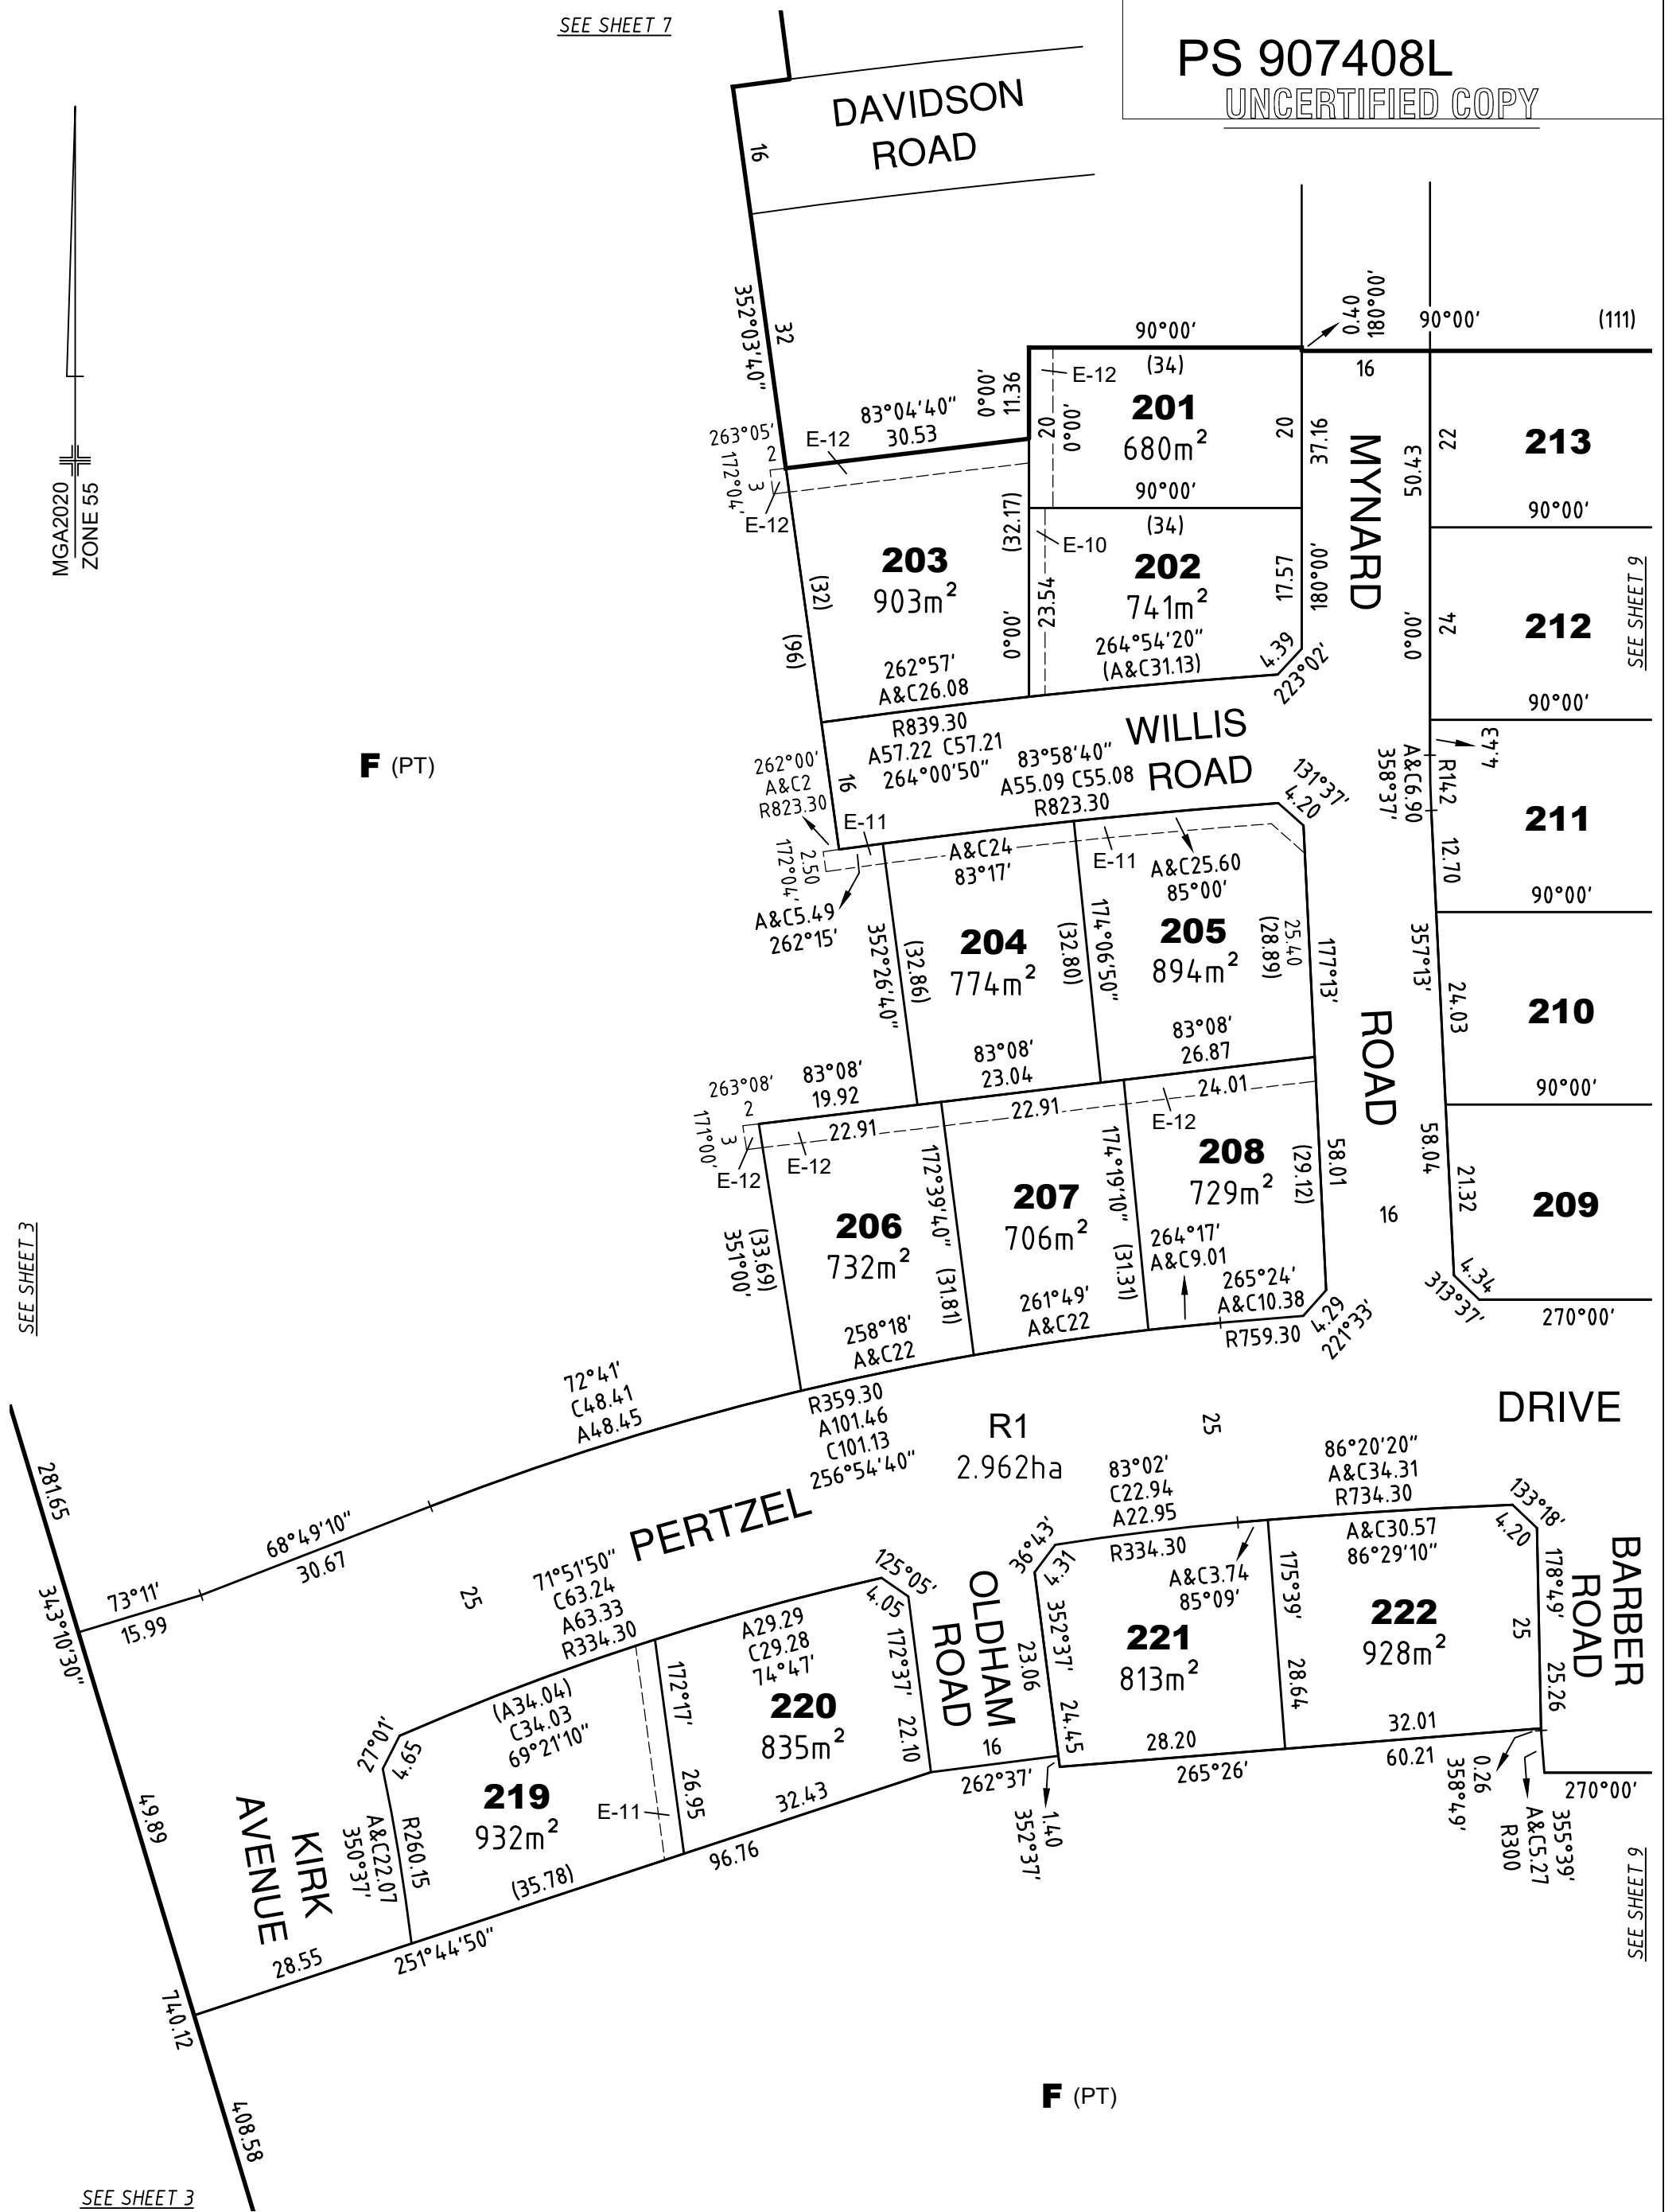 SEE SHEET 7
PS 907408L
UNCERTIFIED COPY
DAVIDSON
ROAD
16
MGA2020
ZONE 55
352°03'40"
32
180°00'
0.40
90°00'
90°00'
(111)
(34)
16
E-12
11.36
0°00'
20
0°00'
201
680m²
20
37.16
MYNARD
50.43
22
213
83°04'40"
30.53
263°05'
2
E-12
3
172°04'
E-12
90°00'
90°00'
(32.17)
(34)
E-10
203
903m²
202
741m²
17.57
180°00'
0°00'
24
212
SEE SHEET 6
(32)
(96)
0°00'
23.54
264°54'20"
(A&C31.13)
4.39
223°02'
262°57'
A&C26.08
90°00'
R839.30
A57.22 C57.21
264°00'50"
WILLIS
ROAD
83°58'40"
A55.09 C55.08
R823.30
F (PT)
262°00'
A&C2
R823.30
16
131°37'
4.20
4.43
A&C6.90
358°37'
R142
211
12.70
E-11
2.50
172°04'
A&C24
83°17'
E-11
A&C25.60
85°00'
A&C5.49
262°15'
90°00'
352°26'40"
(32.86)
204
774m²
(32.80)
174°06'50"
205
894m²
25.40
(28.89)
177°13'
357°13'
24.03
210
ROAD
83°08'
23.04
83°08'
26.87
83°08'
19.92
263°08'
2
90°00'
3
171°00'
E-12
22.91
E-12
22.91
24.01
E-12
172°39'40"
(31.81)
174°19'10"
(31.31)
208
729m²
(29.12)
58.01
58.04
21.32
209
16
(33.69)
351°00'
206
732m²
207
706m²
264°17'
A&C9.01
265°24'
A&C10.38
4.34
313°37'
SEE SHEET 3
258°18'
A&C22
261°49'
A&C22
R759.30
4.29
221°33'
270°00'
72°41'
C48.41
A48.45
R359.30
A101.46
C101.13
256°54'40"
R1
2.962ha
25
DRIVE
281.65
343°10'30"
68°49'10"
30.67
73°11'
15.99
25
PERTZEL
83°02'
C22.94
A22.95
R334.30
86°20'20"
A&C34.31
R734.30
133°18'
4.20
71°51'50"
C63.24
A63.33
R334.30
A29.29
C29.28
74°47'
125°05'
4.05
OLDHAM
ROAD
36°43'
4.31
A&C3.74
85°09'
A&C30.57
86°29'10"
178°49'
BARBER
ROAD
27°01'
4.65
(A34.04)
C34.03
69°21'10"
172°17'
26.95
220
835m²
172°37'
22.10
352°37'
23.06
24.45
221
813m²
175°39'
28.64
222
928m²
25
25.26
49.89
KIRK
AVENUE
A&C22.07
350°37'
R260.15
219
932m²
E-11
(35.78)
32.43
96.76
16
262°37'
1.40
352°37'
28.20
265°26'
32.01
60.21
0.26
358°49'
355°39'
A&C5.27
R300
270°00'
28.55
251°44'50"
SEE SHEET 6
740.12
408.58
F (PT)
SEE SHEET 3